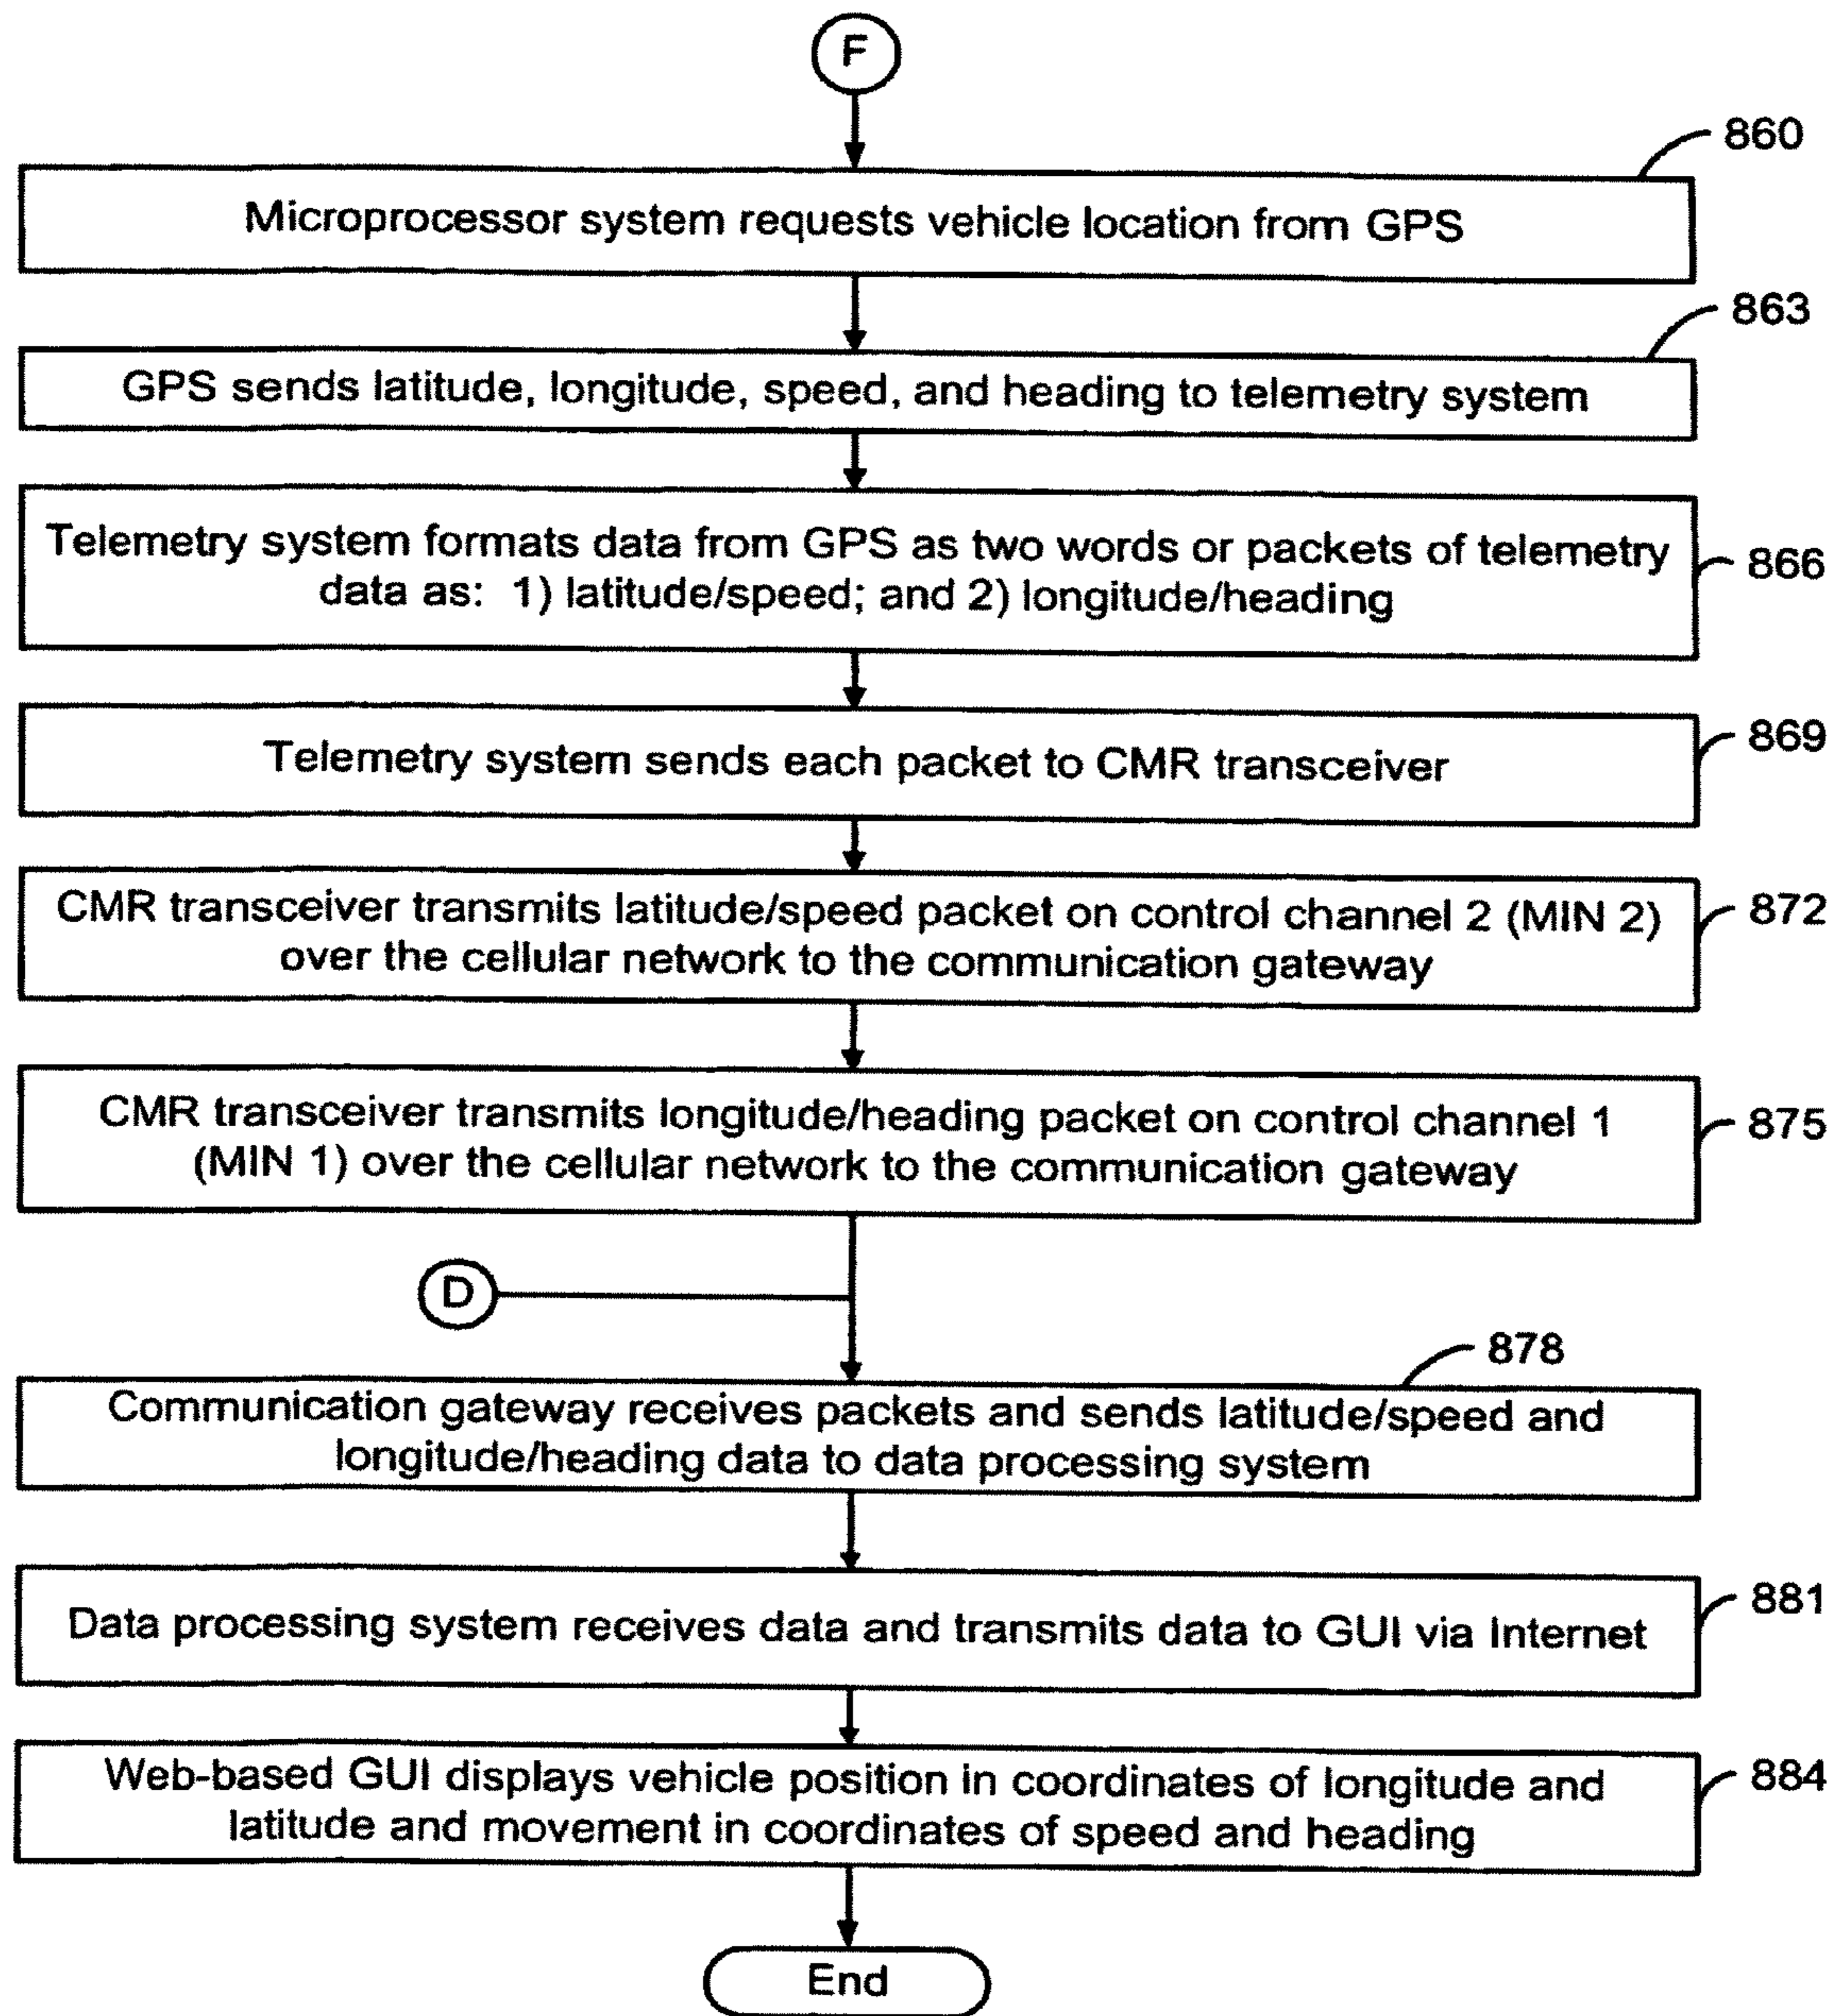 F
860
Microprocessor system requests vehicle location from GPS
863
GPS sends latitude, longitude, speed, and heading to telemetry system
Telemetry system formats data from GPS as two words or packets of telemetry
data as: 1) latitude/speed; and 2) longitude/heading
866
Telemetry system sends each packet to CMR transceiver
869
CMR transceiver transmits latitude/speed packet on control channel 2 (MIN 2)
over the cellular network to the communication gateway
872
CMR transceiver transmits longitude/heading packet on control channel 1
(MIN 1) over the cellular network to the communication gateway
875
D
878
Communication gateway receives packets and sends latitude/speed and
longitude/heading data to data processing system
Data processing system receives data and transmits data to GUI via Internet
881
Web-based GUI displays vehicle position in coordinates of longitude and
latitude and movement in coordinates of speed and heading
884
End